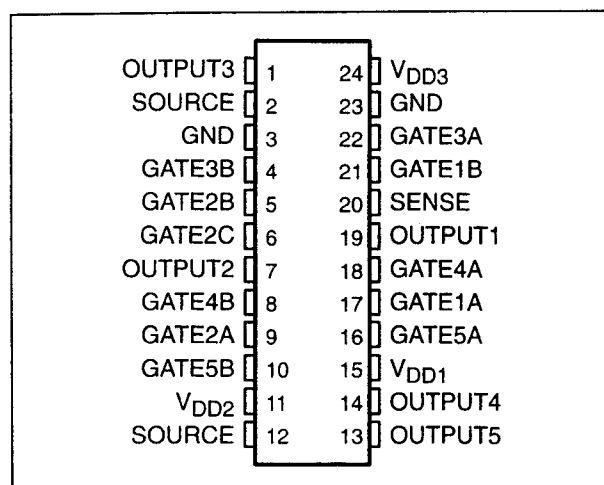 OUTPUT3 1 24 VDD3
SOURCE 2 23 GND
GND 3 22 GATE3A
GATE3B 4 21 GATE1B
GATE2B 5 20 SENSE
GATE2C 6 19 OUTPUT1
OUTPUT2 7 18 GATE4A
GATE4B 8 17 GATE1A
GATE2A 9 16 GATE5A
GATE5B 10 15 VDD1
VDD2 11 14 OUTPUT4
SOURCE 12 13 OUTPUT5